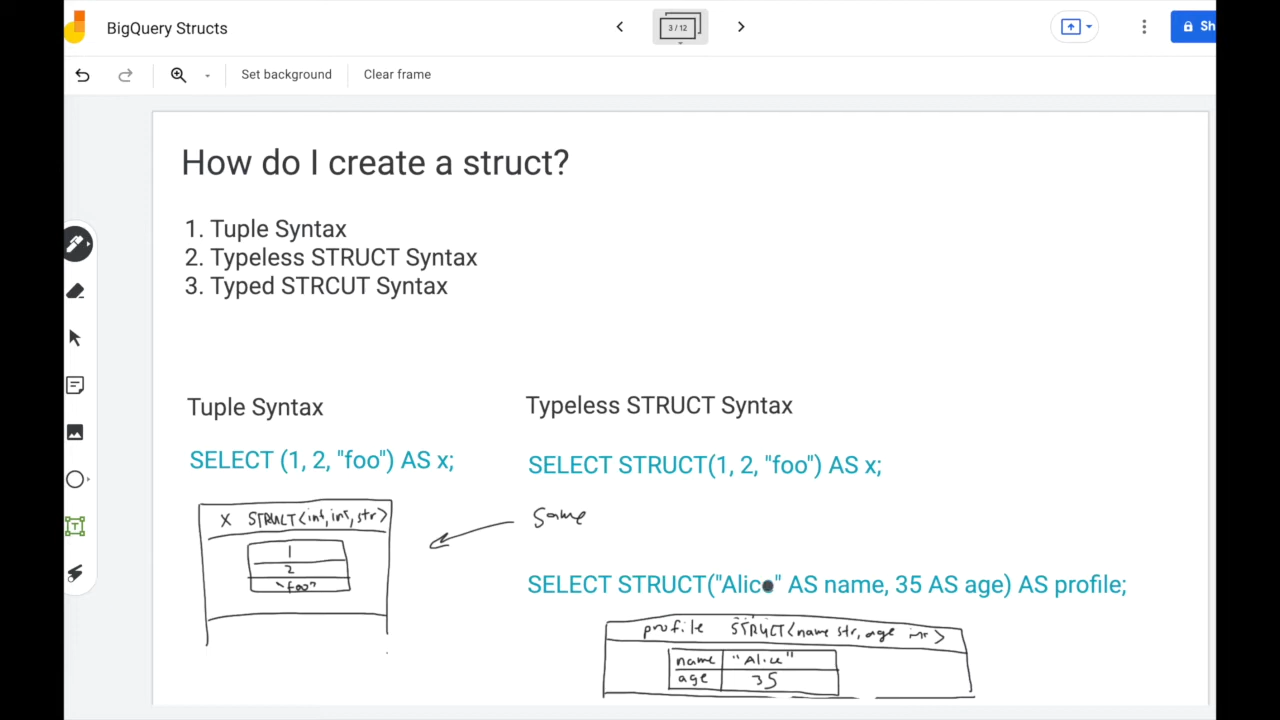 BigQuery Structs
3 / 12
Sh
Set background
Clear frame
How do I create a struct?
1. Tuple Syntax
2. Typeless STRUCT Syntax
3. Typed STRCUT Syntax
Tuple Syntax
Typeless STRUCT Syntax
SELECT (1, 2, "foo") AS x;
SELECT STRUCT(1, 2, "foo") AS x;
X STRUCT<int, int, str>
1
2
"foo"
Same
SELECT STRUCT("Alice" AS name, 35 AS age) AS profile;
profile STRUCT<name str, age int>
name "Alice"
age 35